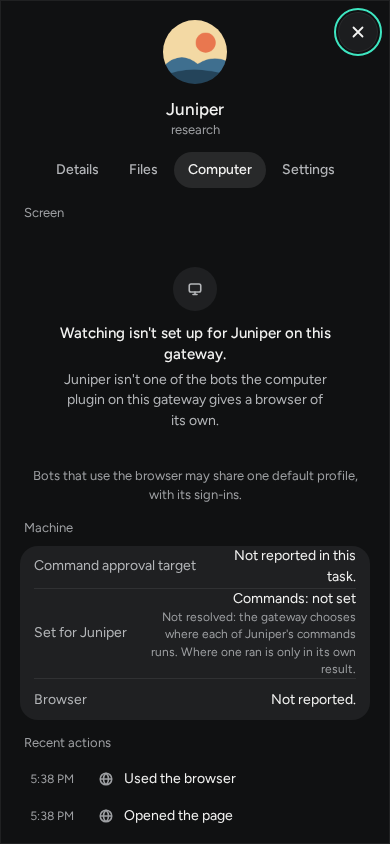 Juniper
research
Details Files Computer Settings
Screen
Watching isn't set up for Juniper on this
gateway.
Juniper isn't one of the bots the computer
plugin on this gateway gives a browser of
its own.
Bots that use the browser may share one default profile,
with its sign-ins.
Machine
Command approval target Not reported in this
task.
Set for Juniper Commands: not set
Not resolved: the gateway chooses
where each of Juniper's commands
runs. Where one ran is only in its own
result.
Browser Not reported.
Recent actions
5:38 PM Used the browser
5:38 PM Opened the page